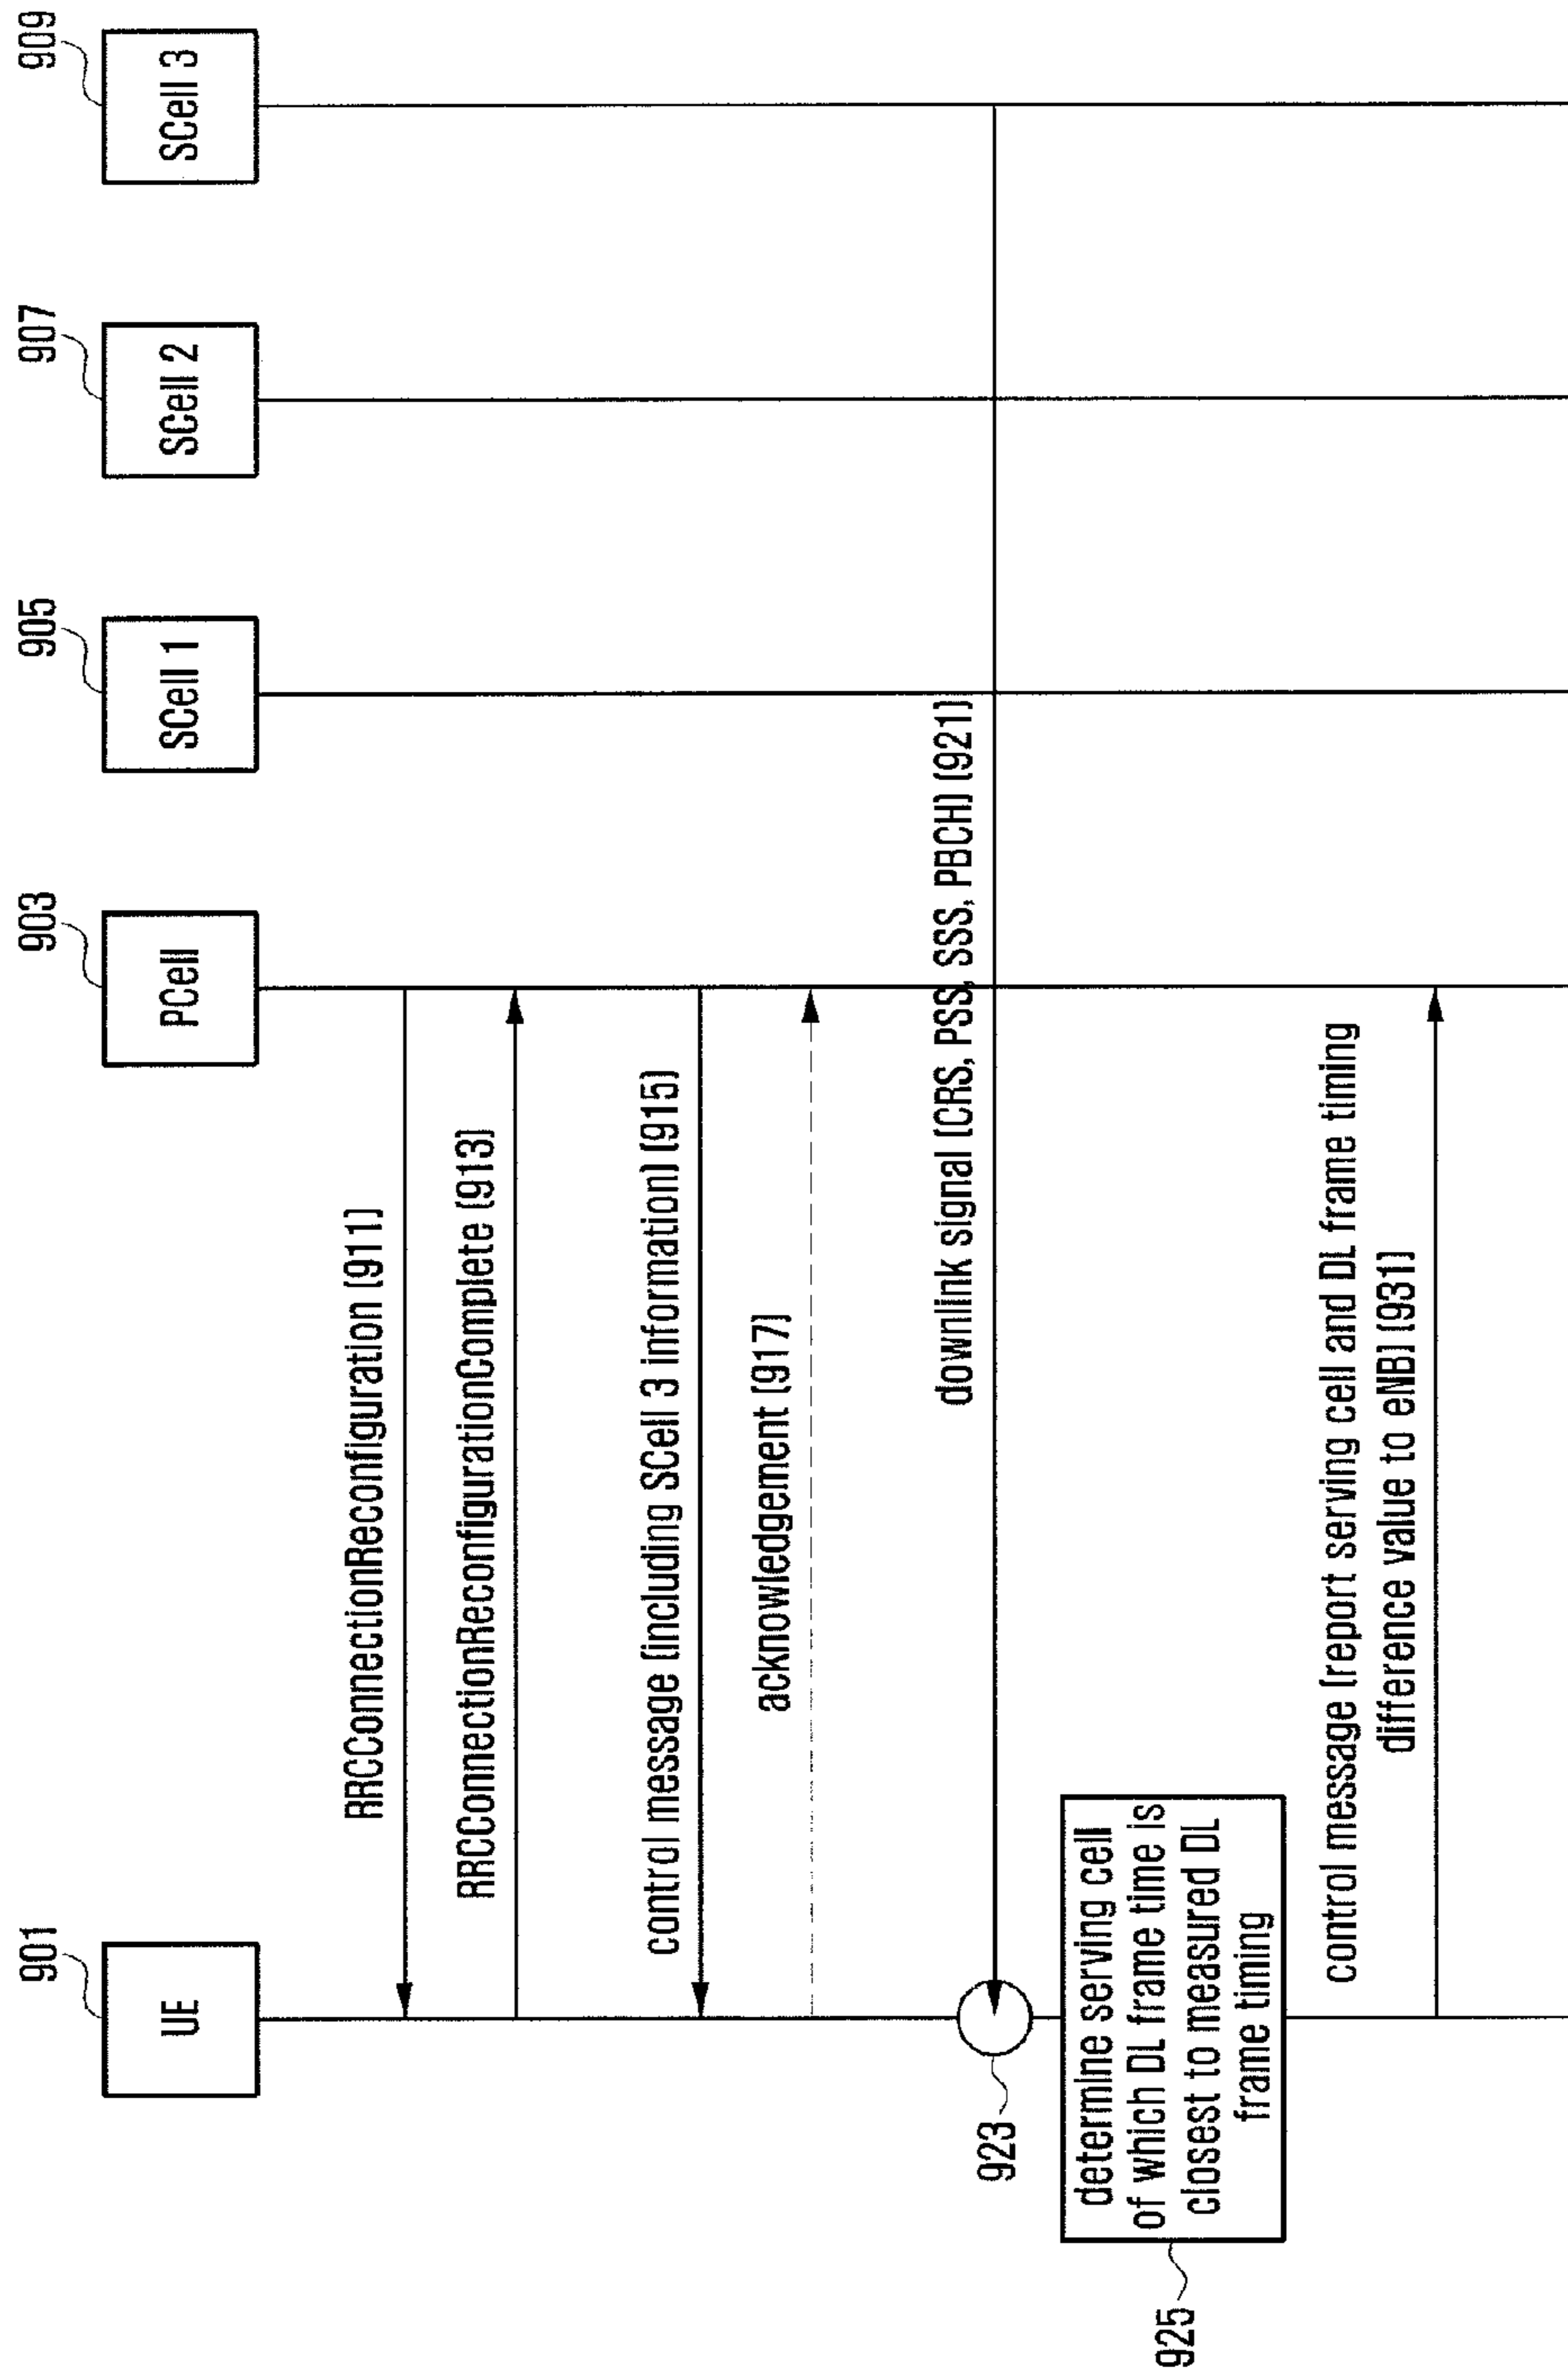 901
UE
903
PCell
905
SCell 1
907
SCell 2
909
SCell 3
RRCConnectionReconfiguration (911)
RRCConnectionReconfigurationComplete (913)
control message (including SCell 3 information) (915)
acknowledgement (917)
downlink signal (CRS, PSS, SSS, PBCH) (921)
923
925
determine serving cell
of which DL frame time is
closest to measured DL
frame timing
control message (report serving cell and DL frame timing
difference value to eNB) (931)